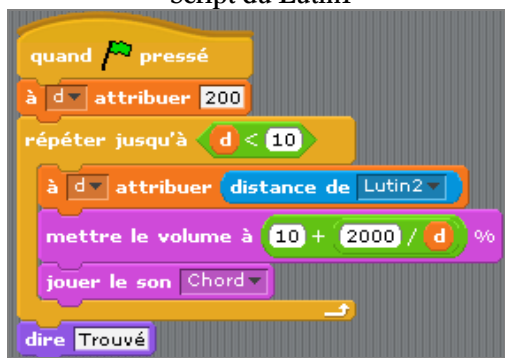 Script du Lutin1
quand pressé
à d attribuer 200
répéter jusqu'à d < 10
à d attribuer distance de Lutin2
mettre le volume à 10 + 2000 / d %
jouer le son Chord
dire Trouvé